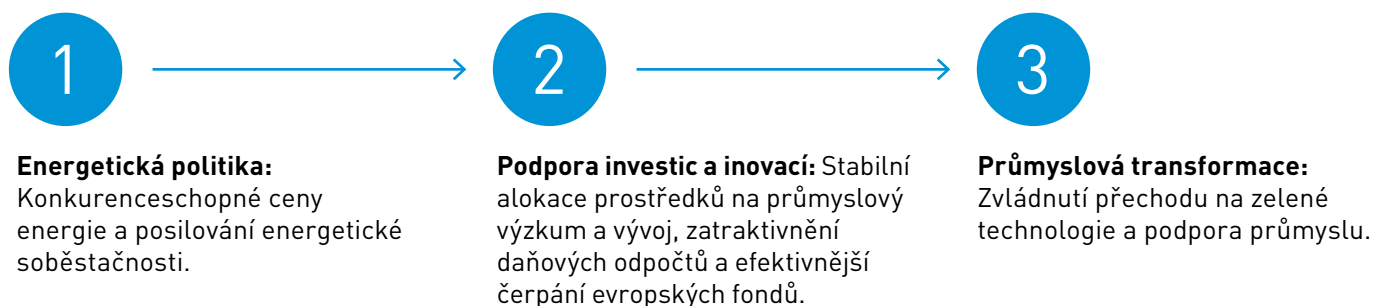 1
2
3
Energetická politika:
Konkurenceschopné ceny
energie a posilování energetické
soběstačnosti.
Podpora investic a inovací: Stabilní
alokace prostředků na průmyslový
výzkum a vývoj, zatraktivnění
daňových odpočtů a efektivnější
čerpání evropských fondů.
Průmyslová transformace:
Zvládnutí přechodu na zelené
technologie a podpora průmyslu.